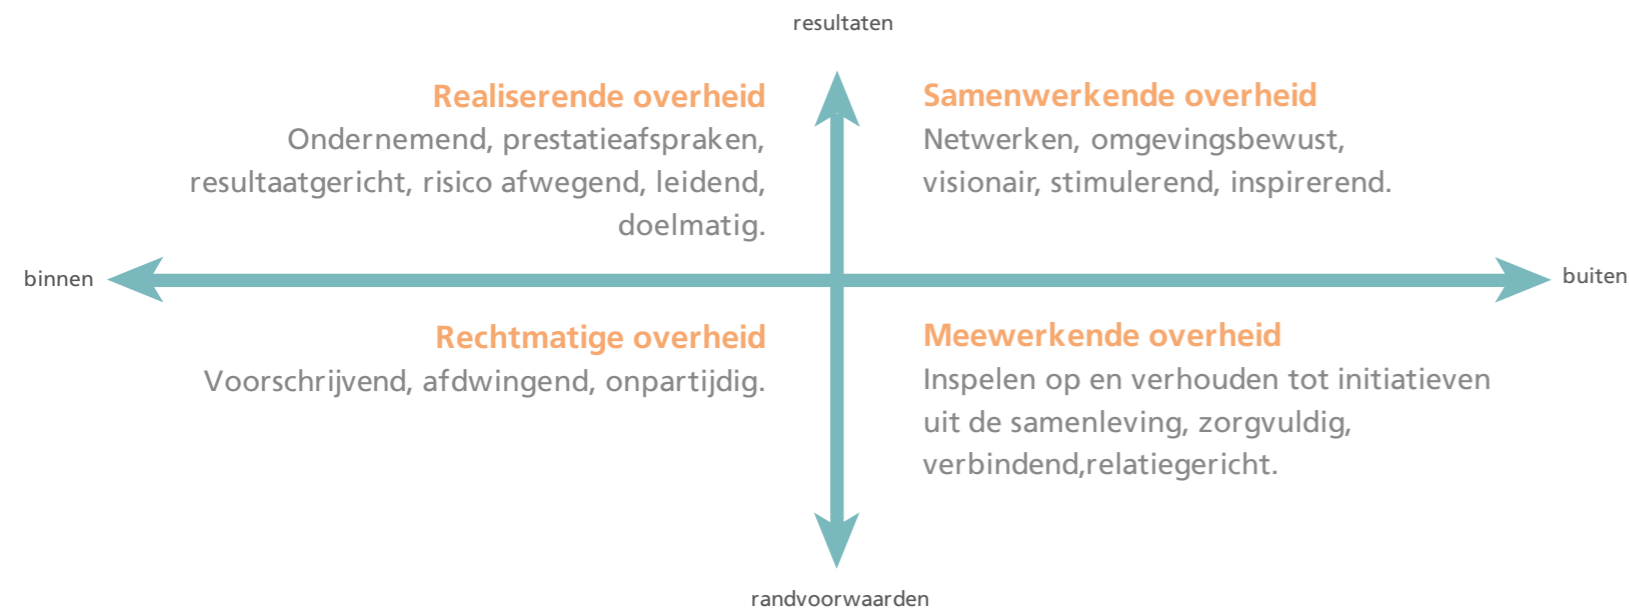 resultaten
Realiserende overheid
Ondernemend, prestatieafspraken,
resultaatgericht, risico afwegend, leidend,
doelmatig.
Samenwerkende overheid
Netwerken, omgevingsbewust,
visionair, stimulerend, inspirerend.
binnen
buiten
Rechtmatige overheid
Voorschrijvend, afdwingend, onpartijdig.
Meewerkende overheid
Inspelen op en verhouden tot initiatieven
uit de samenleving, zorgvuldig,
verbindend,relatiegericht.
randvoorwaarden